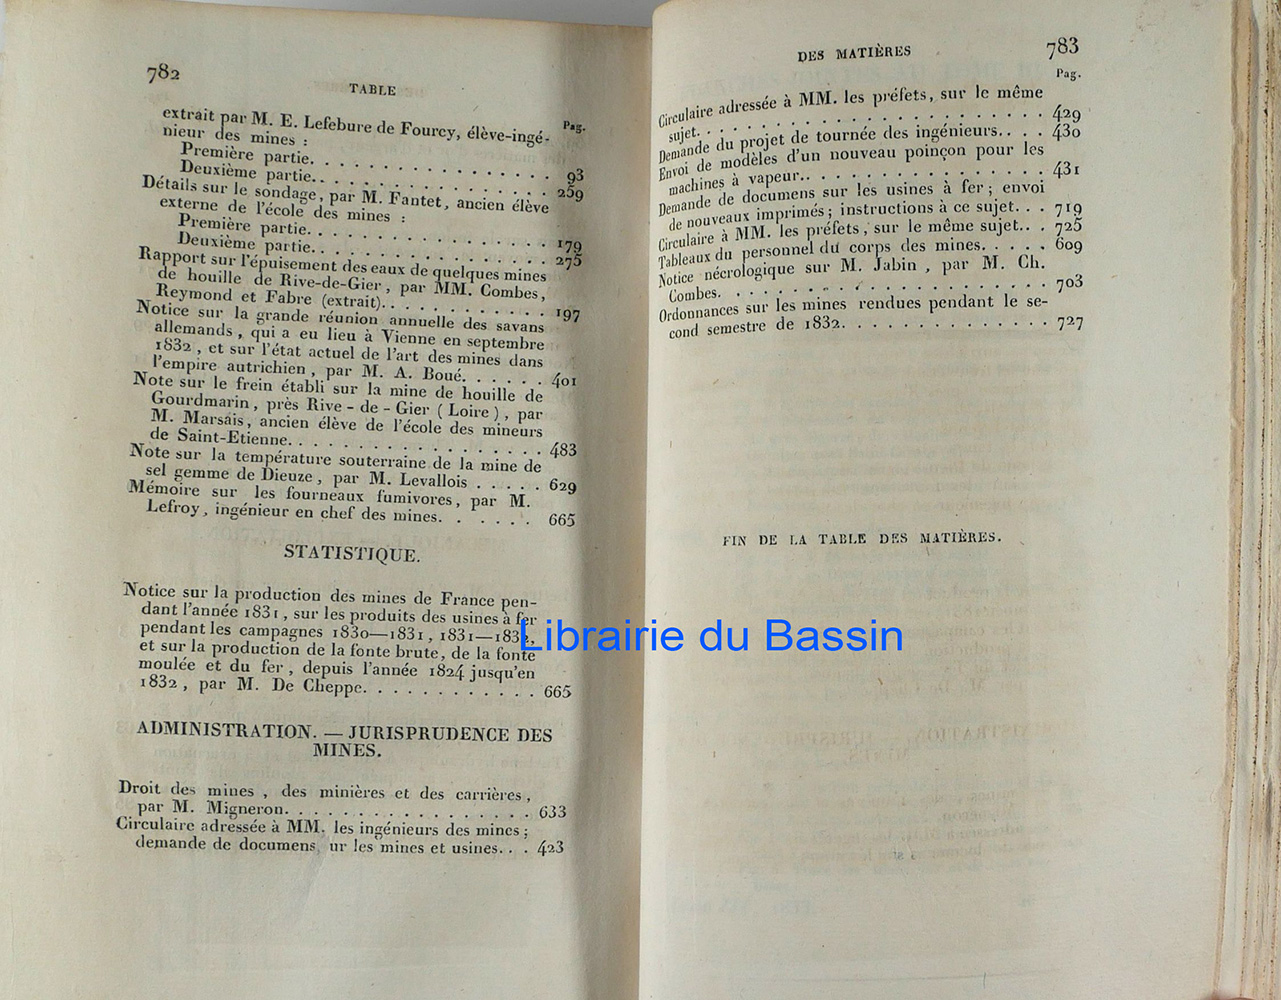 782
TABLE
Pag.
extrait par M. E. Lefebure de Fourcy, élève-ingé-
nieur des mines :
Première partie. . . . . . . . . . . . . . . 93
Deuxième partie. . . . . . . . . . . . . . . 259
Détails sur le sondage, par M. Fantet, ancien élève
externe de l'école des mines :
Première partie. . . . . . . . . . . . . . . 179
Deuxième partie. . . . . . . . . . . . . . . 275
Rapport sur l'épuisement des eaux de quelques mines
de houille de Rive-de-Gier, par MM. Combes,
Reymond et Fabre (extrait). . . . . . . . . . . 197
Notice sur la grande réunion annuelle des savans
allemands, qui a eu lieu à Vienne en septembre
1832, et sur l'état actuel de l'art des mines dans
l'empire autrichien, par M. A. Boué. . . . . . 401
Note sur le frein établi sur la mine de houille de
Gourdmarin, près Rive-de-Gier (Loire), par
M. Marsais, ancien élève de l'école des mineurs
de Saint-Etienne. . . . . . . . . . . . . . . 483
Note sur la température souterraine de la mine de
sel gemme de Dieuze, par M. Levallois . . . . . 629
Mémoire sur les fourneaux fumivores, par M.
Lefroy, ingénieur en chef des mines. . . . . . . 665
STATISTIQUE.
Notice sur la production des mines de France pen-
dant l'année 1831, sur les produits des usines à fer
pendant les campagnes 1830—1831, 1831—1832,
et sur la production de la fonte brute, de la fonte
moulée et du fer, depuis l'année 1824 jusqu'en
1832, par M. De Cheppe. . . . . . . . . . . . . 665
ADMINISTRATION. — JURISPRUDENCE DES
MINES.
Droit des mines, des minières et des carrières,
par M. Migneron. . . . . . . . . . . . . . . . 633
Circulaire adressée à MM. les ingénieurs des mines;
demande de documens ur les mines et usines. . . 423
DES MATIÈRES
783
Pag.
Circulaire adressée à MM. les préfets, sur le même
sujet. . . . . . . . . . . . . . . . . . . . . 429
Demande du projet de tournée des ingénieurs. . . . 430
Envoi de modèles d'un nouveau poinçon pour les
machines à vapeur. . . . . . . . . . . . . . . 431
Demande de documens sur les usines à fer; envoi
de nouveaux imprimés; instructions à ce sujet. . . 719
Circulaire à MM. les préfets, sur le même sujet. . . 725
Tableaux du personnel du corps des mines. . . . . 609
Notice nécrologique sur M. Jabin, par M. Ch.
Combes. . . . . . . . . . . . . . . . . . . . 703
Ordonnances sur les mines rendues pendant le se-
cond semestre de 1832. . . . . . . . . . . . . 727
FIN DE LA TABLE DES MATIÈRES.
Librairie du Bassin